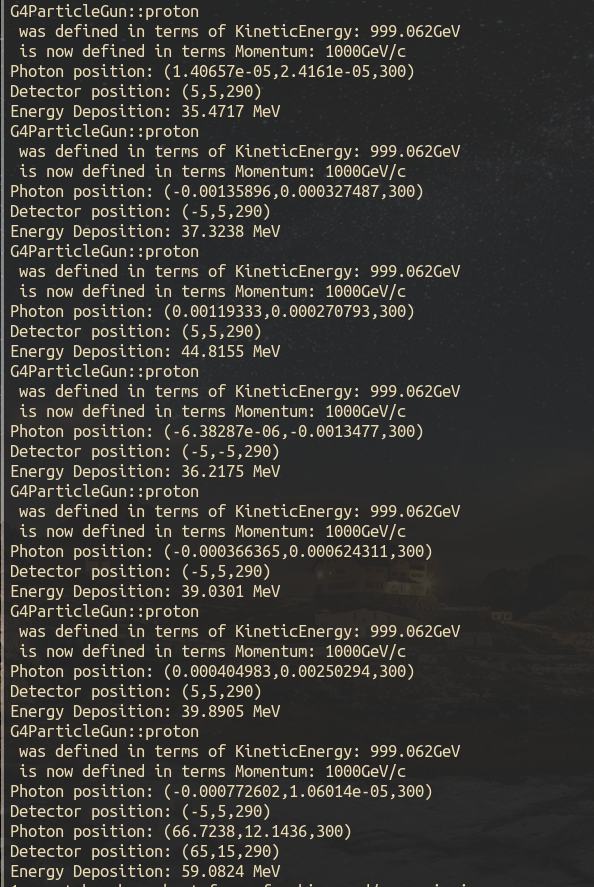 G4ParticleGun::proton
was defined in terms of KineticEnergy: 999.062GeV
is now defined in terms Momentum: 1000GeV/c
Photon position: (1.40657e-05,2.4161e-05,300)
Detector position: (5,5,290)
Energy Deposition: 35.4717 MeV
G4ParticleGun::proton
was defined in terms of KineticEnergy: 999.062GeV
is now defined in terms Momentum: 1000GeV/c
Photon position: (-0.00135896,0.000327487,300)
Detector position: (-5,5,290)
Energy Deposition: 37.3238 MeV
G4ParticleGun::proton
was defined in terms of KineticEnergy: 999.062GeV
is now defined in terms Momentum: 1000GeV/c
Photon position: (0.00119333,0.000270793,300)
Detector position: (5,5,290)
Energy Deposition: 44.8155 MeV
G4ParticleGun::proton
was defined in terms of KineticEnergy: 999.062GeV
is now defined in terms Momentum: 1000GeV/c
Photon position: (-6.38287e-06,-0.0013477,300)
Detector position: (-5,-5,290)
Energy Deposition: 36.2175 MeV
G4ParticleGun::proton
was defined in terms of KineticEnergy: 999.062GeV
is now defined in terms Momentum: 1000GeV/c
Photon position: (-0.000366365,0.000624311,300)
Detector position: (-5,5,290)
Energy Deposition: 39.0301 MeV
G4ParticleGun::proton
was defined in terms of KineticEnergy: 999.062GeV
is now defined in terms Momentum: 1000GeV/c
Photon position: (0.000404983,0.00250294,300)
Detector position: (5,5,290)
Energy Deposition: 39.8905 MeV
G4ParticleGun::proton
was defined in terms of KineticEnergy: 999.062GeV
is now defined in terms Momentum: 1000GeV/c
Photon position: (-0.000772602,1.06014e-05,300)
Detector position: (-5,5,290)
Photon position: (66.7238,12.1436,300)
Detector position: (65,15,290)
Energy Deposition: 59.0824 MeV